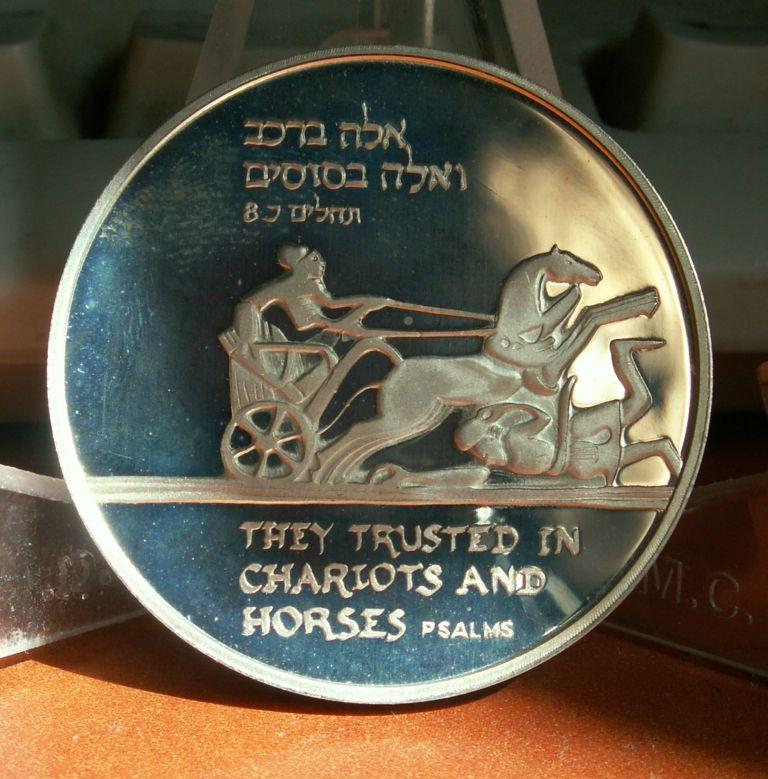 אלה ברכב
ואלה בסוסים
תהלים כ.8
THEY TRUSTED IN
CHARIOTS AND
HORSES PSALMS
M.C.